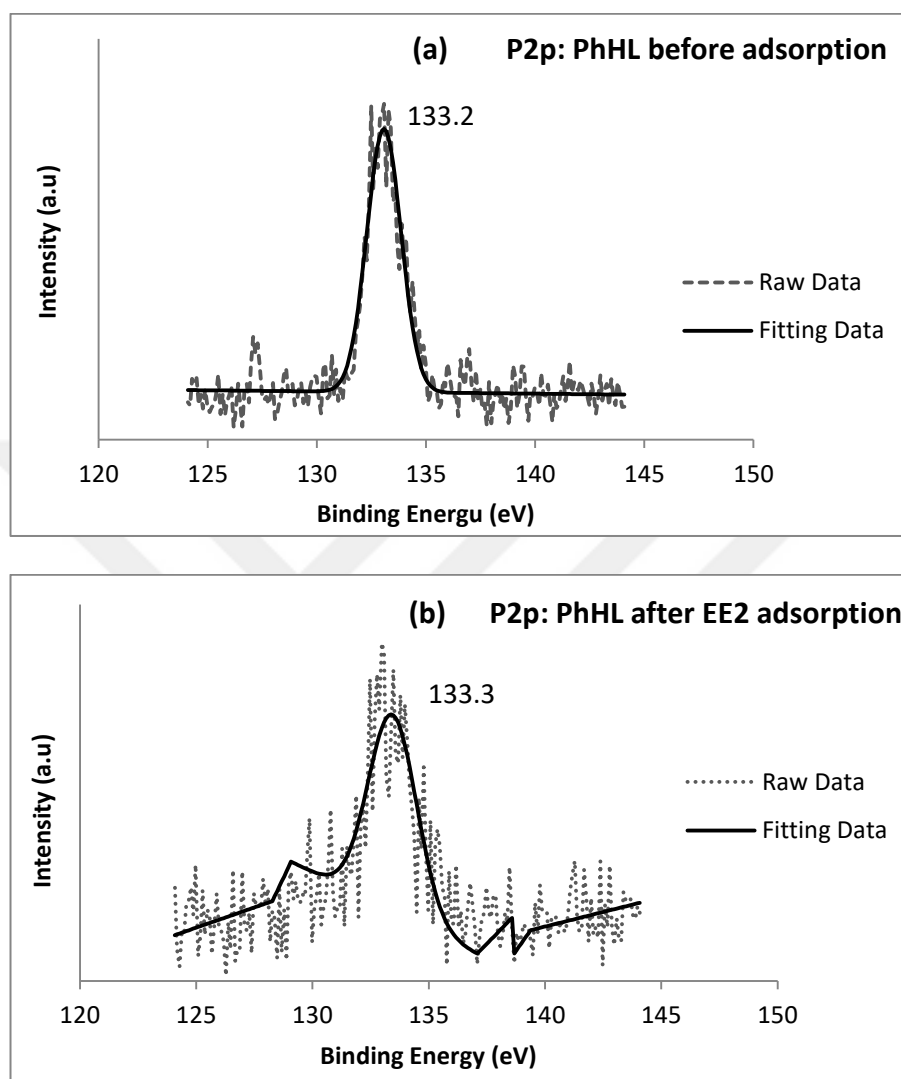 (a) P2p: PhHL before adsorption
133.2
Intensity (a.u)
Raw Data
Fitting Data
120 125 130 135 140 145 150
Binding Energu (eV)
(b) P2p: PhHL after EE2 adsorption
133.3
Intensity (a.u)
Raw Data
Fitting Data
120 125 130 135 140 145 150
Binding Energy (eV)